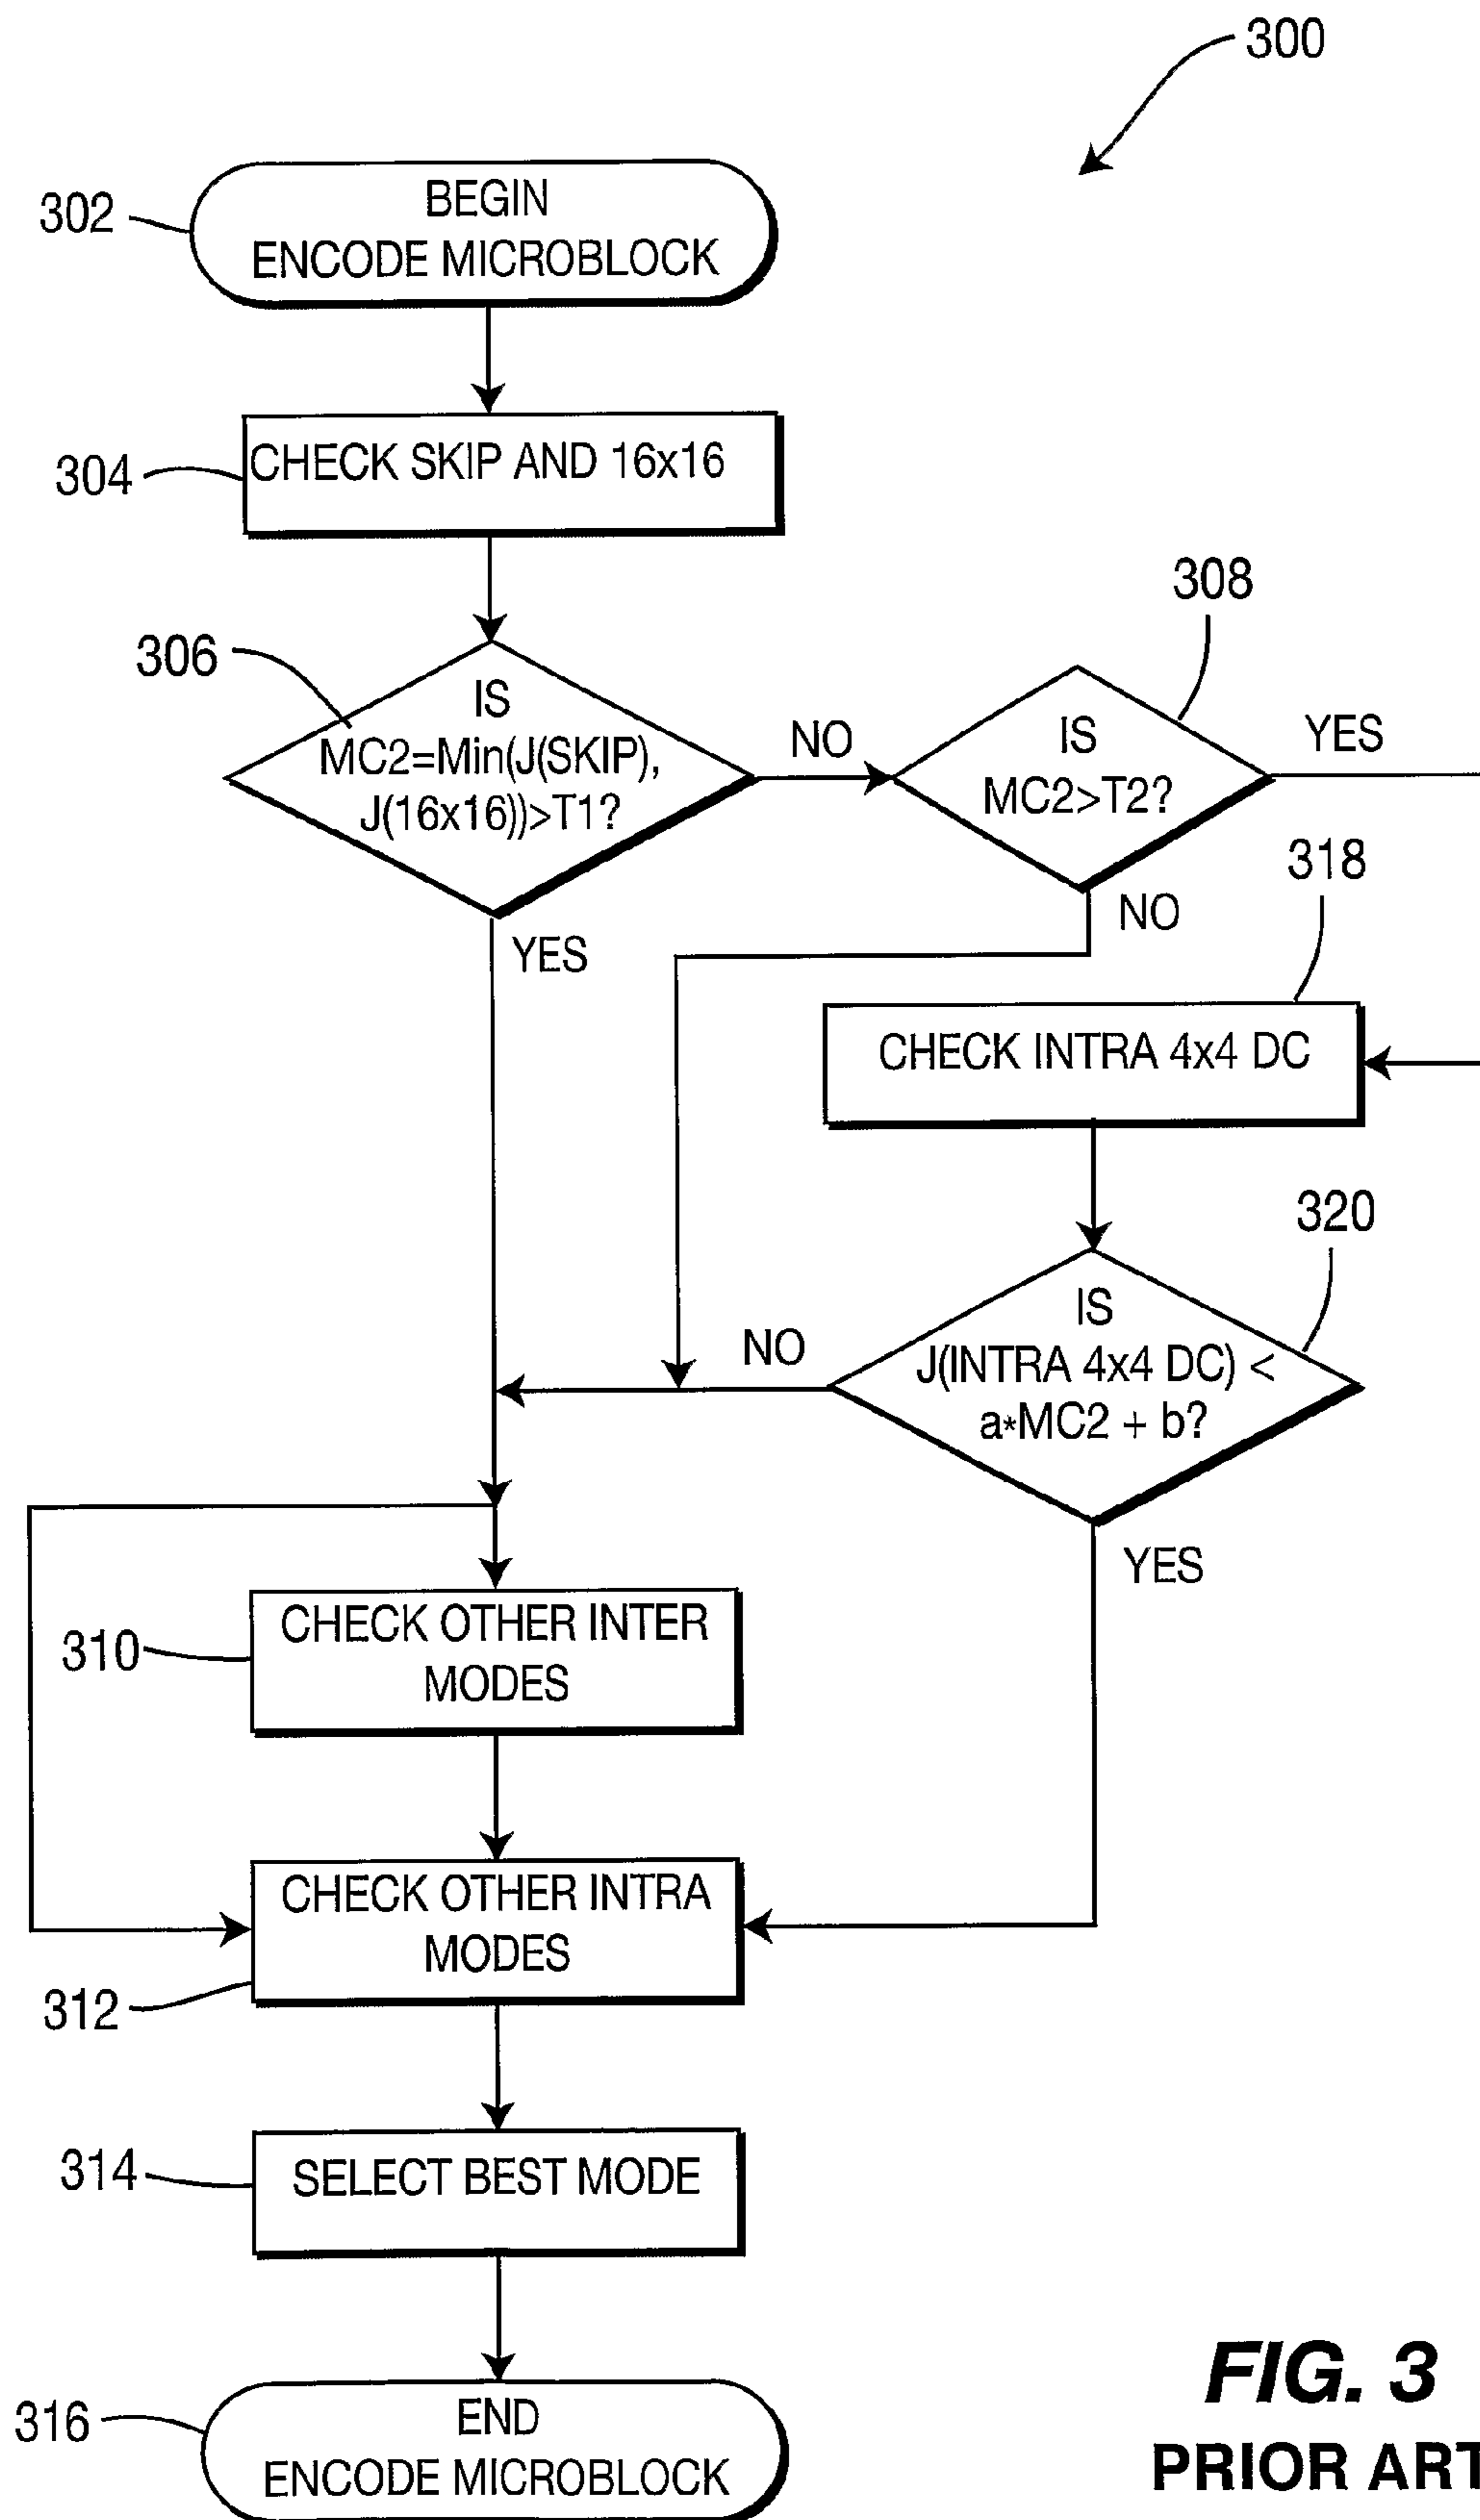 300
302
BEGIN
ENCODE MICROBLOCK
304
CHECK SKIP AND 16x16
306
IS
MC2=Min(J(SKIP),
J(16x16))>T1?
NO
YES
308
IS
MC2>T2?
YES
NO
318
CHECK INTRA 4x4 DC
320
IS
J(INTRA 4x4 DC) <
a*MC2 + b?
NO
YES
310
CHECK OTHER INTER
MODES
312
CHECK OTHER INTRA
MODES
314
SELECT BEST MODE
316
END
ENCODE MICROBLOCK
FIG. 3
PRIOR ART